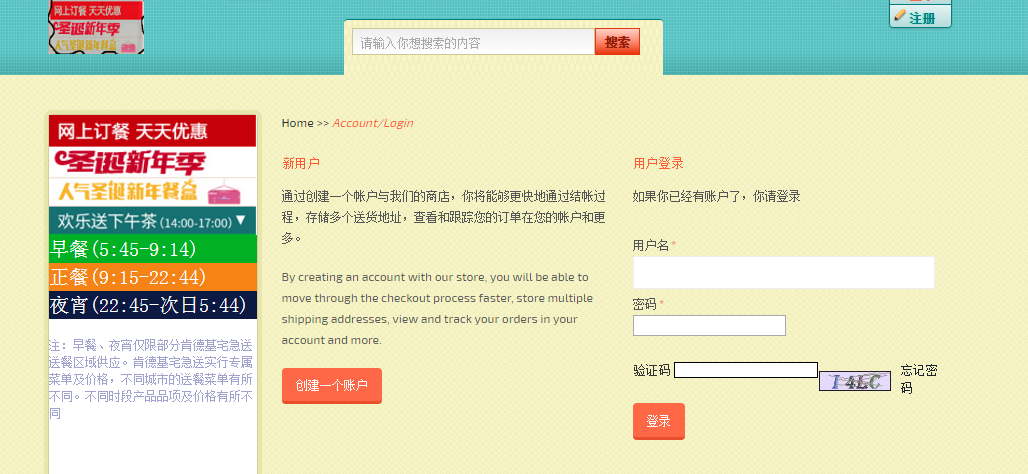 网上订餐 天天优惠
圣诞新年季
人气圣诞新年餐盒
请输入你想搜索的内容
搜索
注册
网上订餐 天天优惠
圣诞新年季
人气圣诞新年餐盒
欢乐送下午茶 (14:00-17:00)
早餐(5:45-9:14)
正餐(9:15-22:44)
夜宵(22:45-次日5:44)
注：早餐、夜宵仅限部分肯德基宅急送
送餐区域供应。肯德基宅急送实行专属
菜单及价格，不同城市的送餐菜单有所
不同。不同时段产品品项及价格有所不
同
Home >> Account/Login
新用户
通过创建一个帐户与我们的商店，你将能够更快地通过结帐过
程，存储多个送货地址，查看和跟踪您的订单在您的帐户和更
多。
By creating an account with our store, you will be able to
move through the checkout process faster, store multiple
shipping addresses, view and track your orders in your
account and more.
创建一个账户
用户登录
如果你已经有账户了，你请登录
用户名 *
密码 *
验证码
I 4LC
忘记密
码
登录